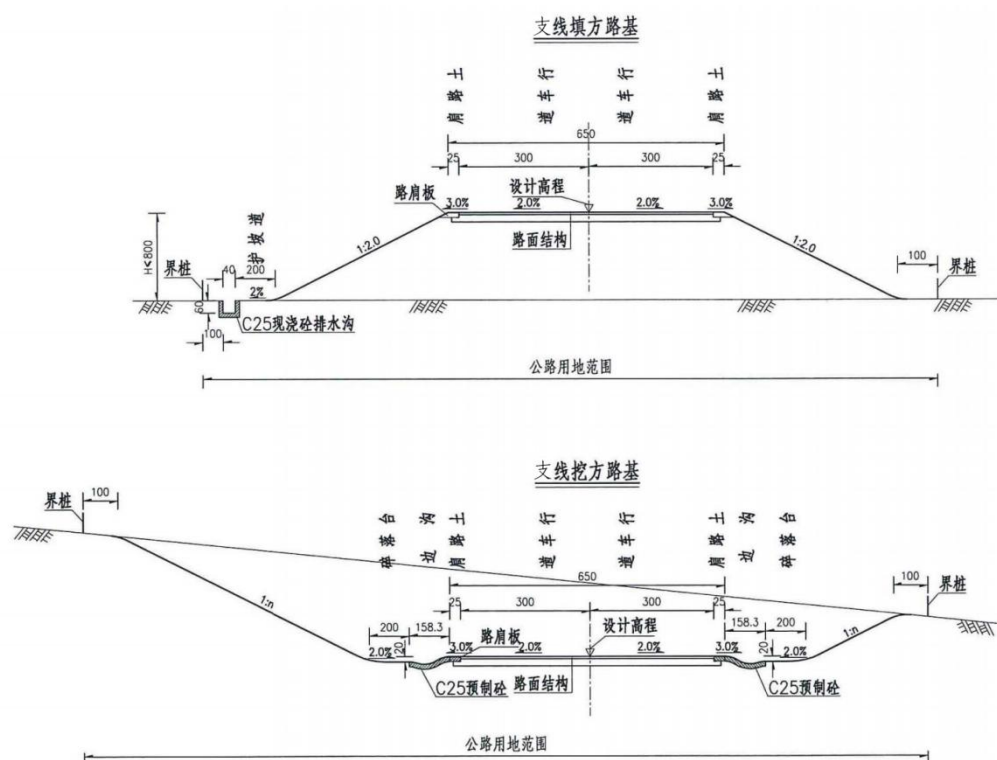 支线填方路基
土路肩
行车道
行车道
土路肩
650
25
300
300
25
路肩板
设计高程
3.0%
2.0%
2.0%
3.0%
路面结构
1:2.0
1:2.0
H<800
护坡道
界桩
40
200
2%
60
C25现浇砼排水沟
100
100
界桩
公路用地范围
支线挖方路基
界桩
100
碎落台
边沟
土路肩
行车道
行车道
土路肩
边沟
碎落台
650
25
300
300
25
100
界桩
1:n
200
158.3
路肩板
设计高程
158.3
200
1:n
2.0%
20
3.0%
2.0%
2.0%
3.0%
20
2.0%
路面结构
C25预制砼
C25预制砼
公路用地范围